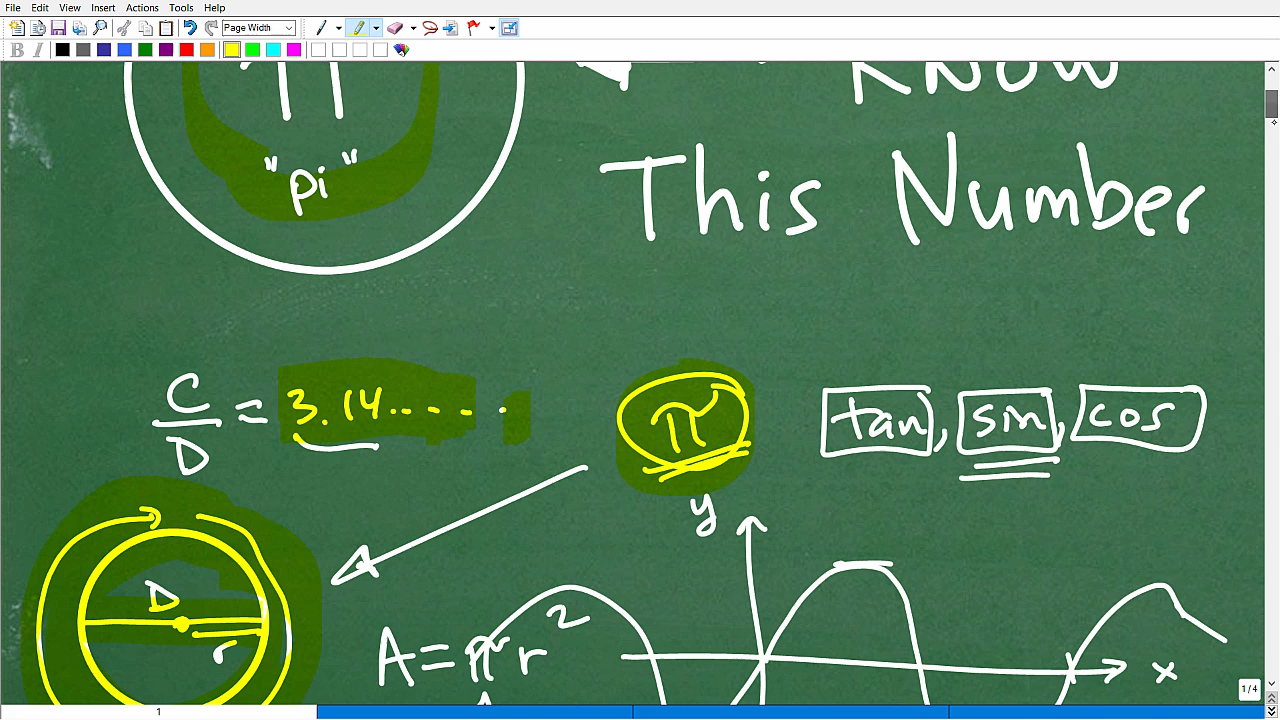 File Edit View Insert Actions Tools Help
Page Width
B I
π
Know
"pi"
This Number
C/D = 3.14.. - - .
π
tan, sin, cos
y
D
r
A = πr²
x
1/4
1